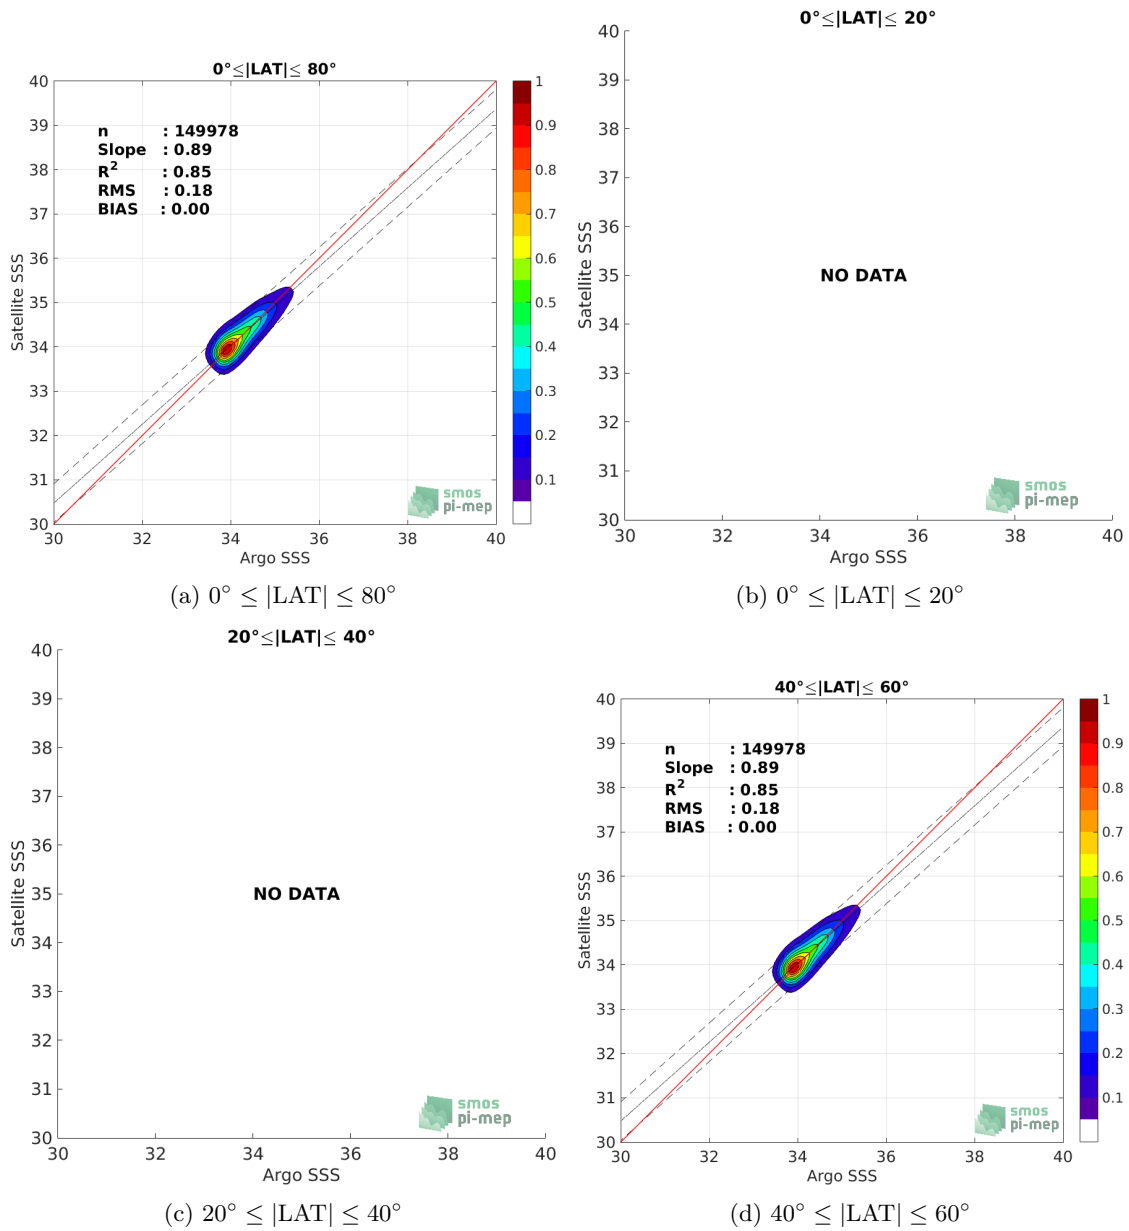 0°≤|LAT|≤ 80°
40
39
38
37
36
35
34
33
32
31
30
Satellite SSS
n : 149978
Slope : 0.89
R² : 0.85
RMS : 0.18
BIAS : 0.00
smos
pi-mep
30 32 34 36 38 40
Argo SSS
1
0.9
0.8
0.7
0.6
0.5
0.4
0.3
0.2
0.1
(a) 0° ≤ |LAT| ≤ 80°
0°≤|LAT|≤ 20°
40
39
38
37
36
35
34
33
32
31
30
Satellite SSS
NO DATA
smos
pi-mep
30 32 34 36 38 40
Argo SSS
(b) 0° ≤ |LAT| ≤ 20°
20°≤|LAT|≤ 40°
40
39
38
37
36
35
34
33
32
31
30
Satellite SSS
NO DATA
smos
pi-mep
30 32 34 36 38 40
Argo SSS
(c) 20° ≤ |LAT| ≤ 40°
40°≤|LAT|≤ 60°
40
39
38
37
36
35
34
33
32
31
30
Satellite SSS
n : 149978
Slope : 0.89
R² : 0.85
RMS : 0.18
BIAS : 0.00
smos
pi-mep
30 32 34 36 38 40
Argo SSS
1
0.9
0.8
0.7
0.6
0.5
0.4
0.3
0.2
0.1
(d) 40° ≤ |LAT| ≤ 60°